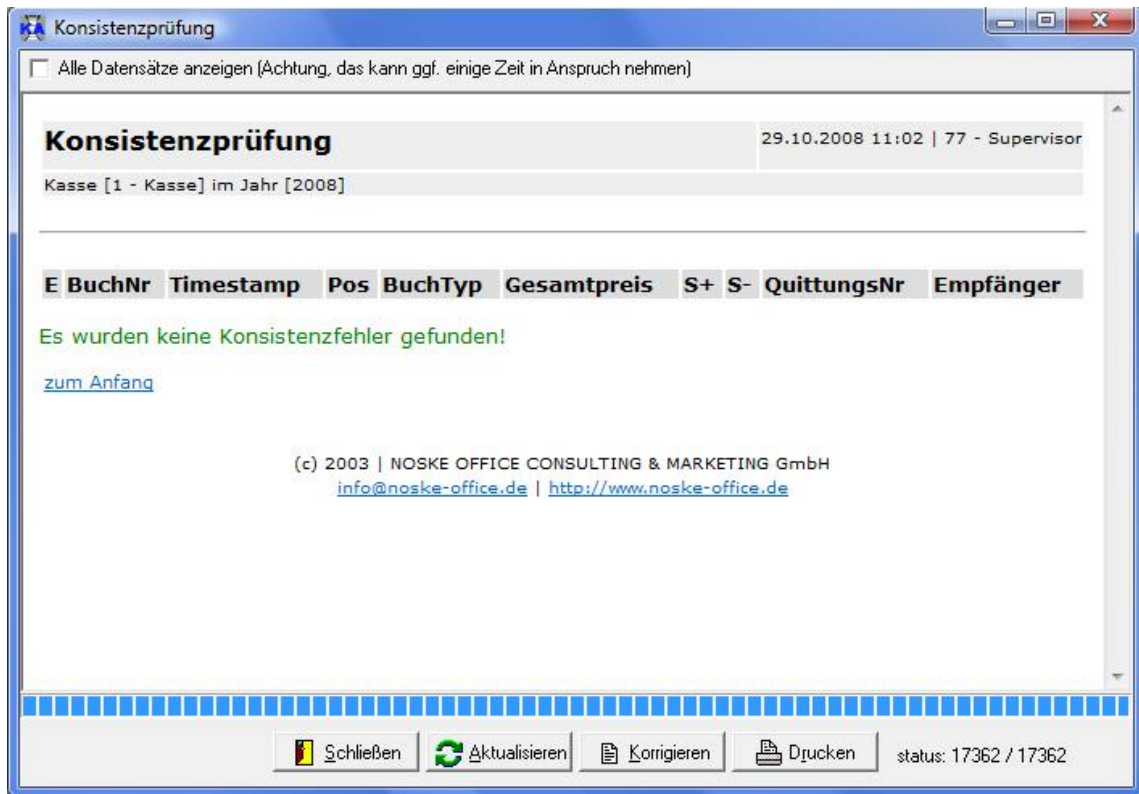 KA Konsistenzprüfung
Alle Datensätze anzeigen (Achtung, das kann ggf. einige Zeit in Anspruch nehmen)
Konsistenzprüfung 29.10.2008 11:02 | 77 - Supervisor
Kasse [1 - Kasse] im Jahr [2008]
E BuchNr Timestamp Pos BuchTyp Gesamtpreis S+ S- QuittungsNr Empfänger
Es wurden keine Konsistenzfehler gefunden!
zum Anfang
(c) 2003 | NOSKE OFFICE CONSULTING & MARKETING GmbH
info@noske-office.de | http://www.noske-office.de
Schließen Aktualisieren Korrigieren Drucken status: 17362 / 17362